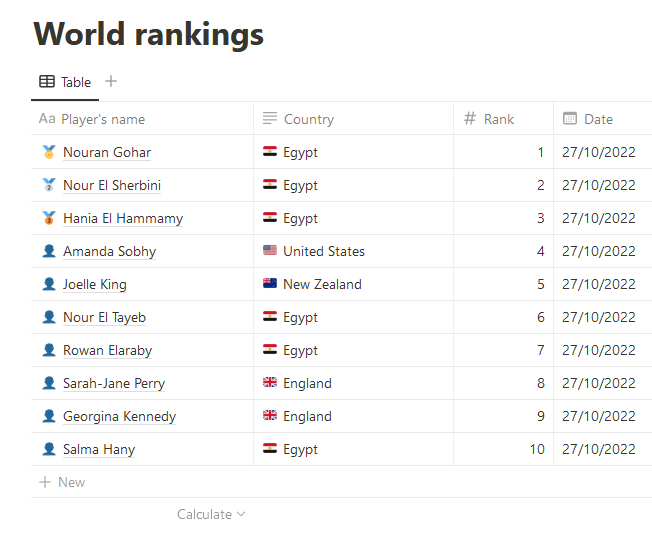 World rankings
Table
Aa Player's name Country # Rank Date
Nouran Gohar Egypt 1 27/10/2022
2 Nour El Sherbini Egypt 2 27/10/2022
3 Hania El Hammamy Egypt 3 27/10/2022
Amanda Sobhy United States 4 27/10/2022
Joelle King New Zealand 5 27/10/2022
Nour El Tayeb Egypt 6 27/10/2022
Rowan Elaraby Egypt 7 27/10/2022
Sarah-Jane Perry England 8 27/10/2022
Georgina Kennedy England 9 27/10/2022
Salma Hany Egypt 10 27/10/2022
+ New
Calculate